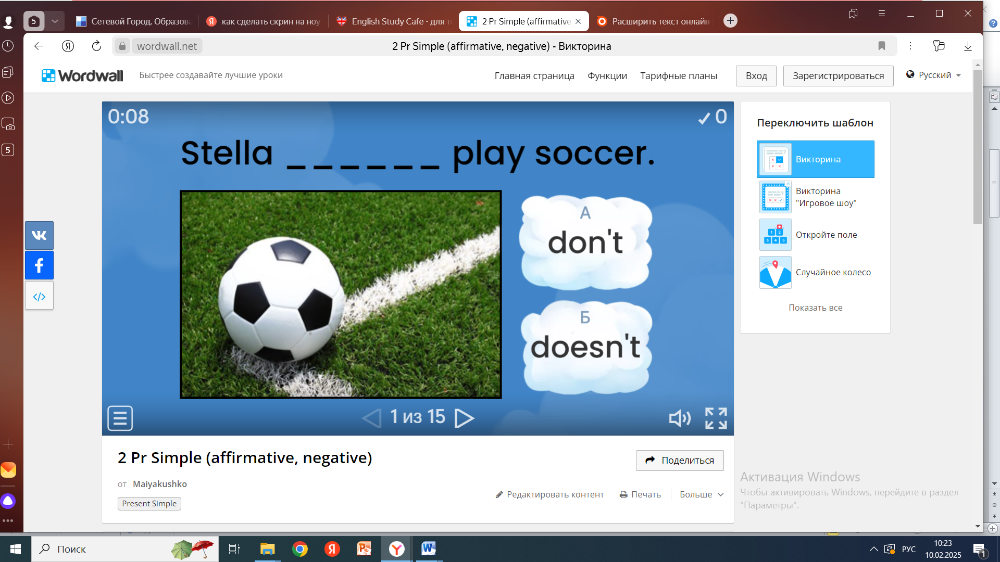 5
Сетевой Город. Образова
как сделать скрин на ноу
English Study Cafe - для т
2 Pr Simple (affirmative
Расширить текст онлайн
wordwall.net
2 Pr Simple (affirmative, negative) - Викторина
Wordwall
Быстрее создавайте лучшие уроки
Главная страница
Функции
Тарифные планы
Вход
Зарегистрироваться
Русский
5
0:08
0
Stella _ _ _ _ _ _ play soccer.
А
don't
Б
doesn't
1 из 15
Переключить шаблон
Викторина
Викторина
"Игровое шоу"
Откройте поле
Случайное колесо
Показать все
2 Pr Simple (affirmative, negative)
Поделиться
от Maiyakushko
Редактировать контент
Печать
Больше
Present Simple
Активация Windows
Чтобы активировать Windows, перейдите в раздел
"Параметры".
Поиск
РУС
10:23
10.02.2025
1